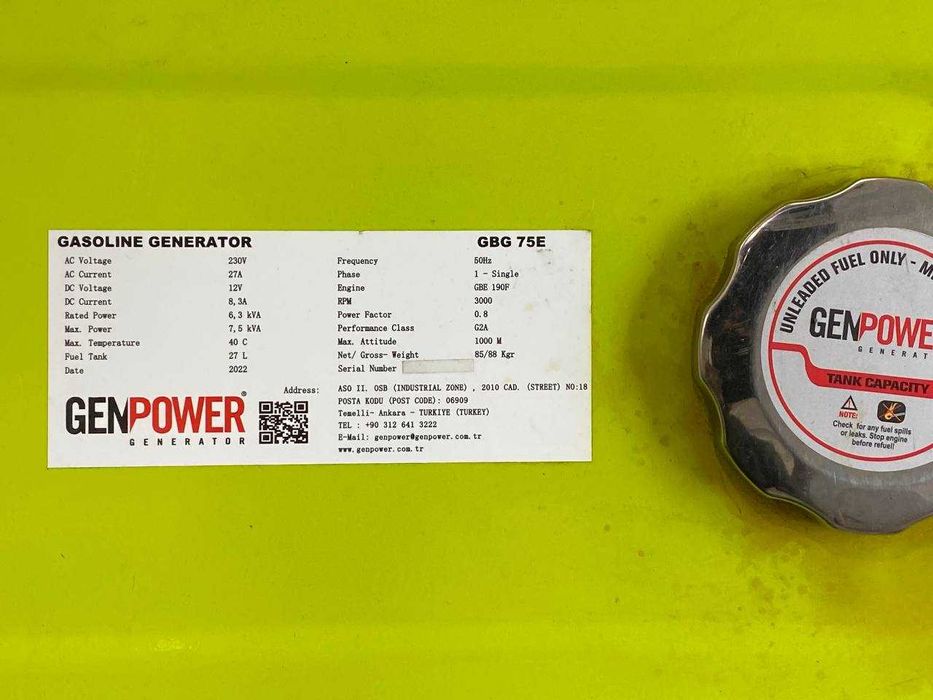 GASOLINE GENERATOR GBG 75E
AC Voltage 230V Frequency 50Hz
AC Current 27A Phase 1 - Single
DC Voltage 12V Engine GBE 190F
DC Current 8,3A RPM 3000
Rated Power 6,3 kVA Power Factor 0.8
Max. Power 7,5 kVA Performance Class G2A
Max. Temperature 40 C Max. Attitude 1000 M
Fuel Tank 27 L Net/ Gross- Weight 85/88 Kgr
Date 2022 Serial Number
GENPOWER®
GENERATOR
Address: ASO II. OSB (INDUSTRIAL ZONE) , 2010 CAD. (STREET) NO:18
POSTA KODU (POST CODE): 06909
Temelli- Ankara - TURKIYE (TURKEY)
TEL : +90 312 641 3222
E-Mail: genpower@genpower.com.tr
www.genpower.com.tr
UNLEADED FUEL ONLY -
GENPOWE
GENERAT
TANK CAPACITY
NOTE:
Check for any fuel spills
or leaks. Stop engine
before refuel!